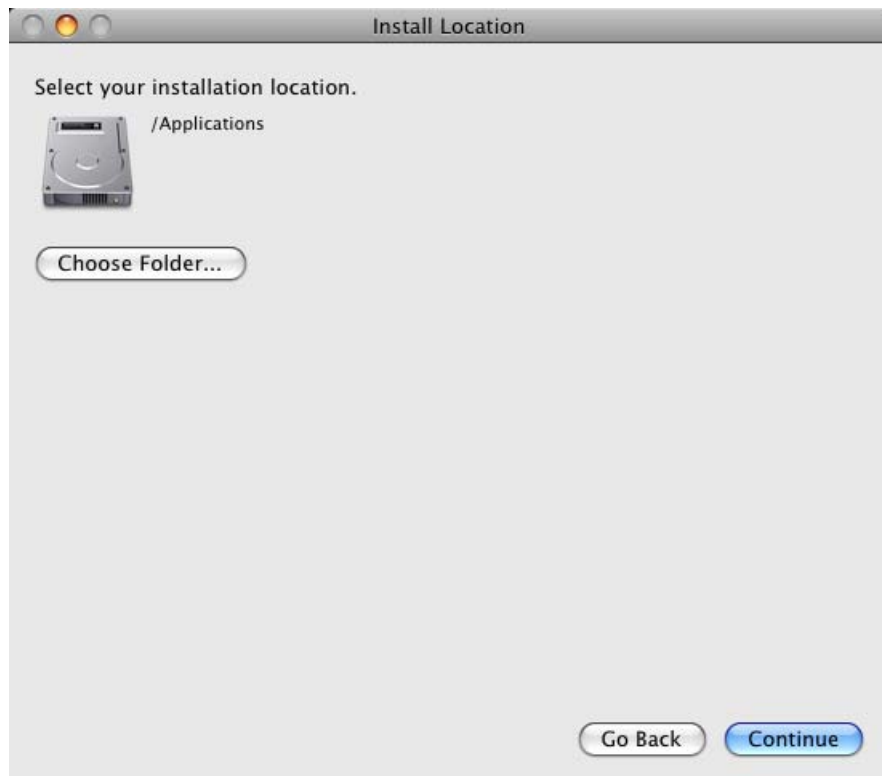 Install Location
Select your installation location.
/Applications
Choose Folder...
Go Back
Continue